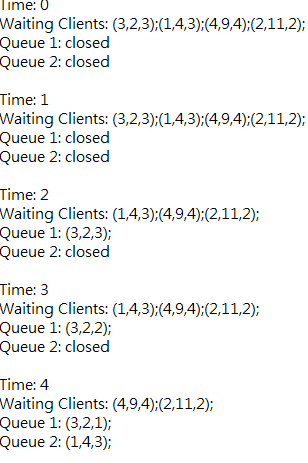 Time: 0
Waiting Clients: (3,2,3);(1,4,3);(4,9,4);(2,11,2);
Queue 1: closed
Queue 2: closed
Time: 1
Waiting Clients: (3,2,3);(1,4,3);(4,9,4);(2,11,2);
Queue 1: closed
Queue 2: closed
Time: 2
Waiting Clients: (1,4,3);(4,9,4);(2,11,2);
Queue 1: (3,2,3);
Queue 2: closed
Time: 3
Waiting Clients: (1,4,3);(4,9,4);(2,11,2);
Queue 1: (3,2,2);
Queue 2: closed
Time: 4
Waiting Clients: (4,9,4);(2,11,2);
Queue 1: (3,2,1);
Queue 2: (1,4,3);